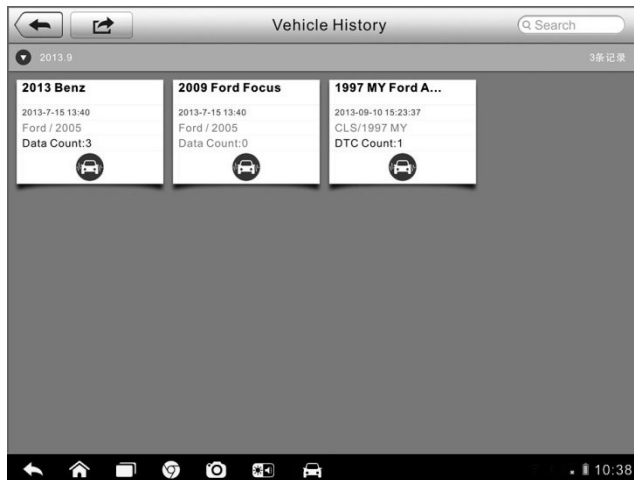 Vehicle History
Search
2013.9
3条记录
2013 Benz
2013-7-15 13:40
Ford / 2005
Data Count:3
2009 Ford Focus
2013-7-15 13:40
Ford / 2005
Data Count:0
1997 MY Ford A...
2013-09-10 15:23:37
CLS/1997 MY
DTC Count:1
10:38